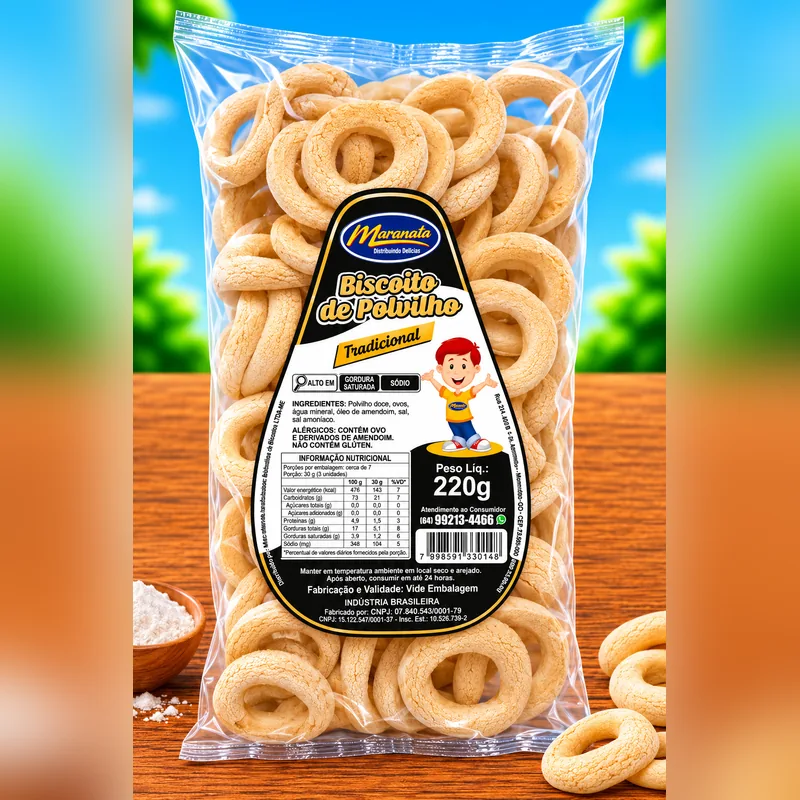 Maranata
Distribuindo Delícias
Biscoito
de Polvilho
Tradicional
ALTO EM
GORDURA
SATURADA
SÓDIO
INGREDIENTES: Polvilho doce, ovos,
água mineral, óleo de amendoim, sal,
sal amoníaco.
ALÉRGICOS: CONTÉM OVO
E DERIVADOS DE AMENDOIM.
NÃO CONTÉM GLÚTEN.
INFORMAÇÃO NUTRICIONAL
Porções por embalagem: cerca de 7
Porção: 30 g (3 unidades)
100 g 30 g %VD*
Valor energético (kcal) 476 143 7
Carboidratos (g) 73 21 7
Açúcares totais (g) 0,0 0,0 0
Açúcares adicionados (g) 0,0 0,0 0
Proteínas (g) 4,9 1,5 3
Gorduras totais (g) 17 5,1 8
Gorduras saturadas (g) 3,9 1,2 6
Sódio (mg) 348 104 5
*Percentual de valores diários fornecidos pela porção.
Maranata
Peso Líq.:
220g
Atendimento ao Consumidor
(64) 99213-4466
7 998591 330148
Manter em temperatura ambiente em local seco e arejado.
Após aberto, consumir em até 24 horas.
Fabricação e Validade: Vide Embalagem
INDÚSTRIA BRASILEIRA
Fabricado por: CNPJ: 07.840.543/0001-79
CNPJ: 15.122.547/0001-37 - Insc. Est.: 10.526.739-2